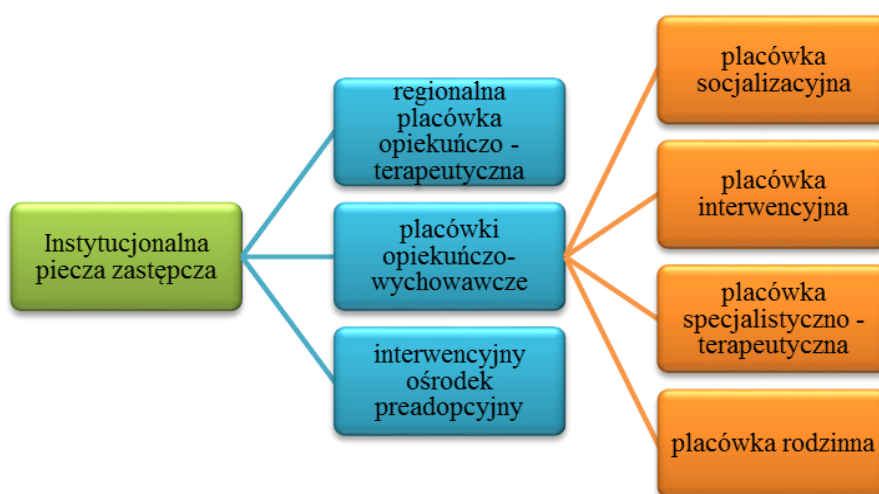 Instytucjonalna
piecza zastępcza
regionalna
placówka
opiekuńczo -
terapeutyczna
placówki
opiekuńczo-
wychowawcze
interwencyjny
ośrodek
preadopcyjny
placówka
socjalizacyjna
placówka
interwencyjna
placówka
specjalistyczno -
terapeutyczna
placówka rodzinna